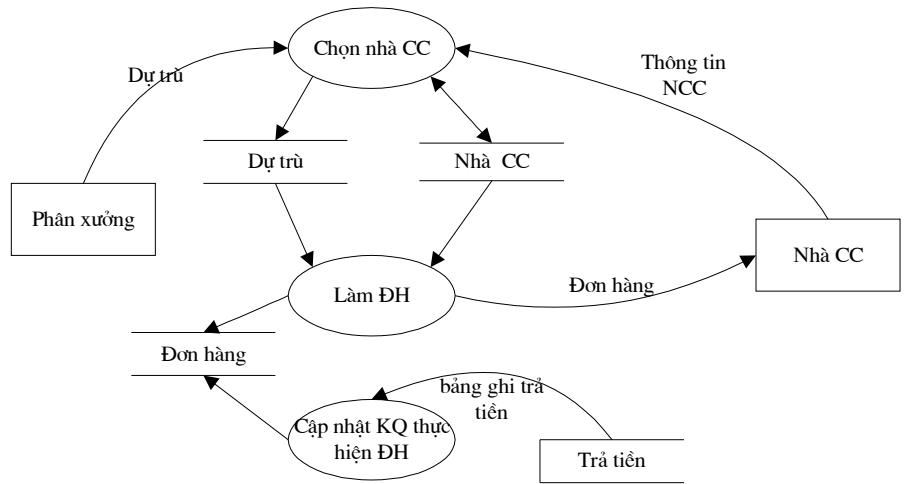 Chọn nhà CC
Thông tin
NCC
Dự trù
Dự trù
Nhà CC
Phân xưởng
Nhà CC
Làm ĐH
Đơn hàng
Đơn hàng
bảng ghi trả
tiền
Cập nhật KQ thực
hiện ĐH
Trả tiền